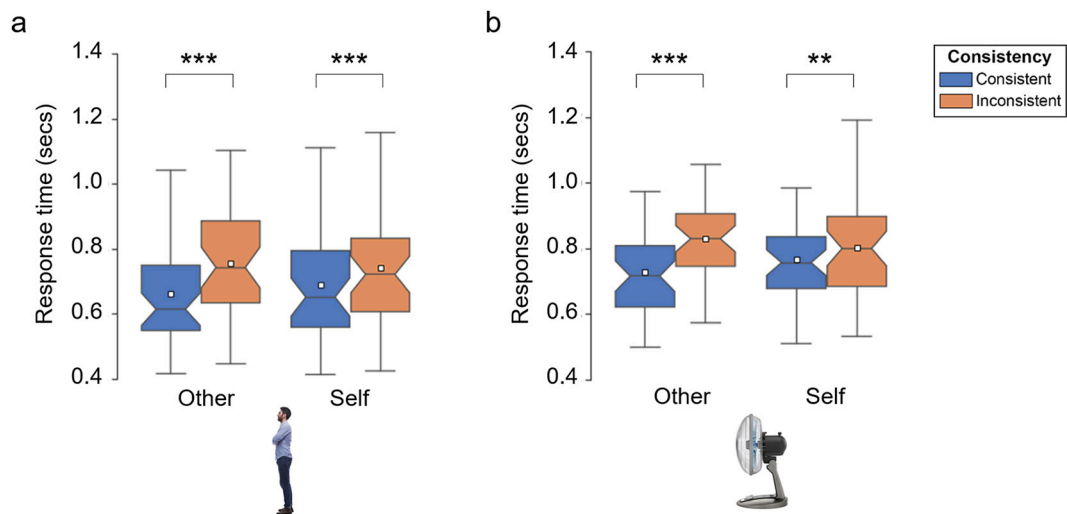 a
Response time (secs)
1.4
1.2
1.0
0.8
0.6
0.4
***
***
Other
Self
b
Response time (secs)
1.4
1.2
1.0
0.8
0.6
0.4
***
**
Other
Self
Consistency
Consistent
Inconsistent